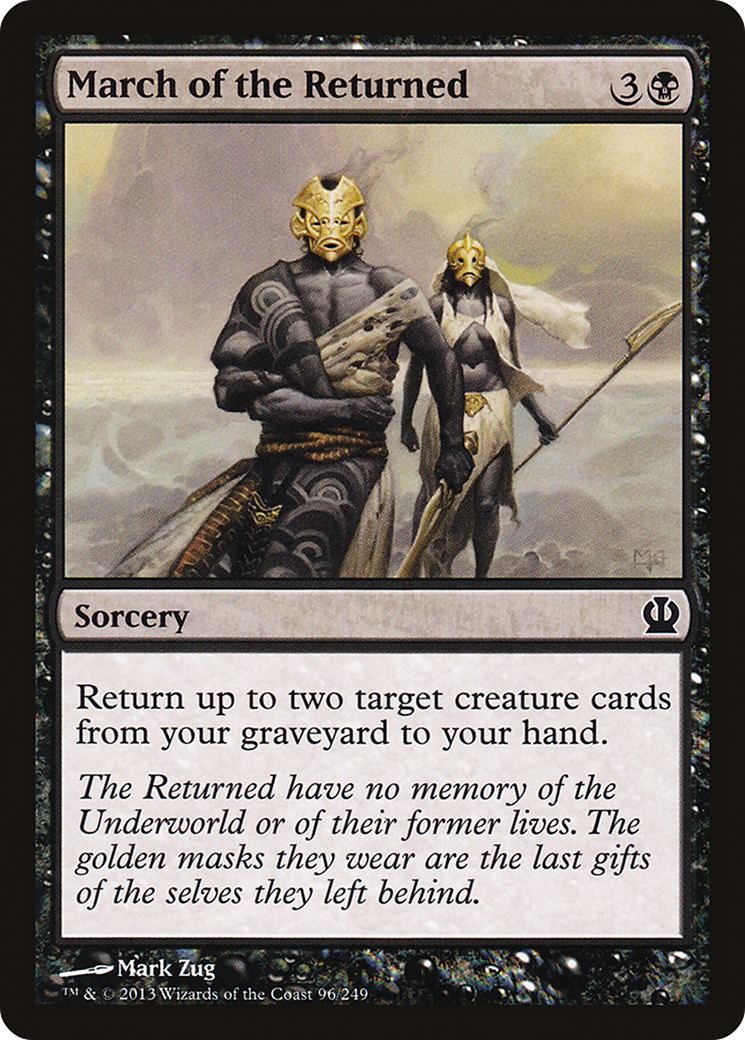 March of the Returned 3
Sorcery
Return up to two target creature cards
from your graveyard to your hand.
The Returned have no memory of the
Underworld or of their former lives. The
golden masks they wear are the last gifts
of the selves they left behind.
Mark Zug
™ & © 2013 Wizards of the Coast 96/249